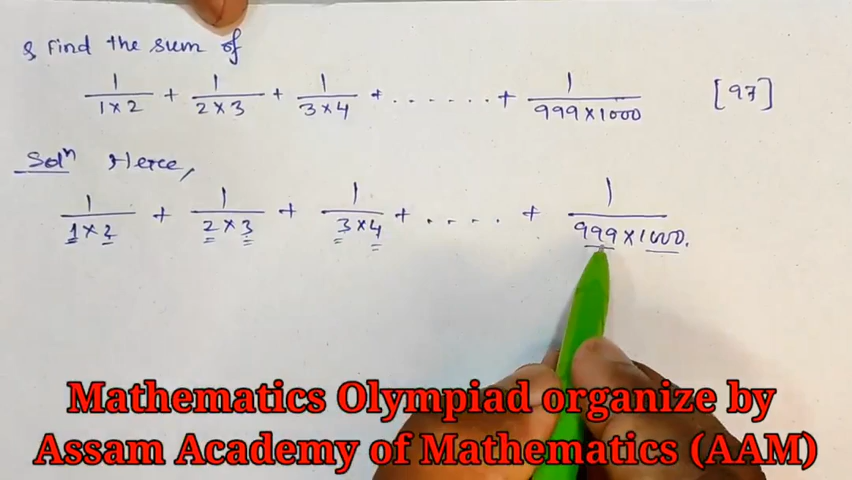 Q Find the sum of
1/1×2 + 1/2×3 + 1/3×4 + ...... + 1/999×1000 [97]
Solⁿ Here,
1/1×2 + 1/2×3 + 1/3×4 + ..... + 1/999×1000.
Mathematics Olympiad organize by
Assam Academy of Mathematics (AAM)